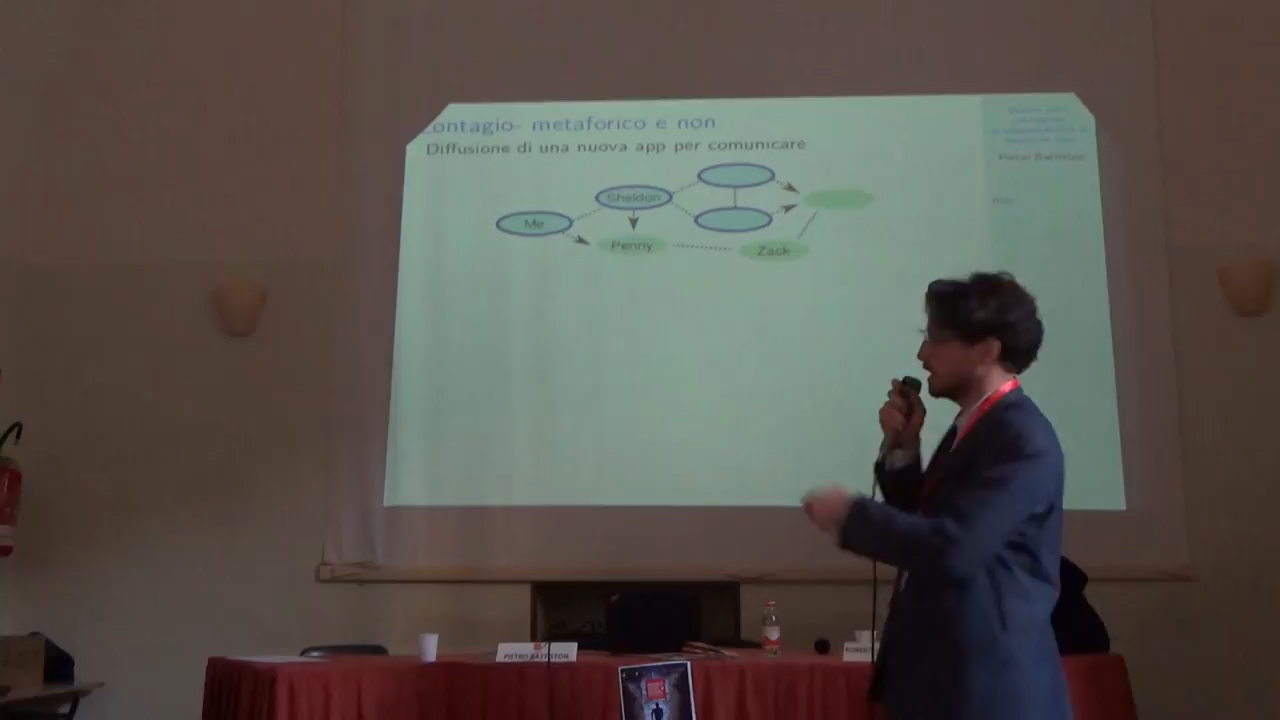 contagio- metaforico e non
Diffusione di una nuova app per comunicare
Sheldon
Me
Penny
Zack
Pietro Battiston
PIETRO BATTISTON